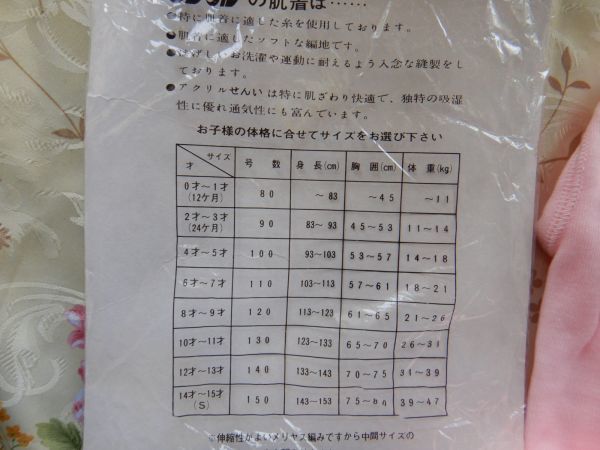 の肌着は……
●特に肌着に適した糸を使用しております。
●肌着に適したソフトな編地です。
お洗濯や運動に耐えるよう入念な縫製をし
ております。
●アクリルせんいは特に肌ざわり快適で、独特の吸湿
性に優れ通気性にも富んでいます。
お子様の体格に合せてサイズをお選び下さい
サイズ 才 号数 身長(cm) 胸囲(cm) 体重(kg)
0才～1才 (12ケ月) 80 ～83 ～45 ～11
2才～3才 (24ケ月) 90 83～93 45～53 11～14
4才～5才 100 93～103 53～57 14～18
6才～7才 110 103～113 57～61 18～21
8才～9才 120 113～123 61～65 21～26
10才～11才 130 123～133 65～70 26～31
12才～13才 140 133～143 70～75 31～39
14才～15才 (S) 150 143～153 75～80 39～47
※伸縮性がよいメリヤス編みですから中間サイズの